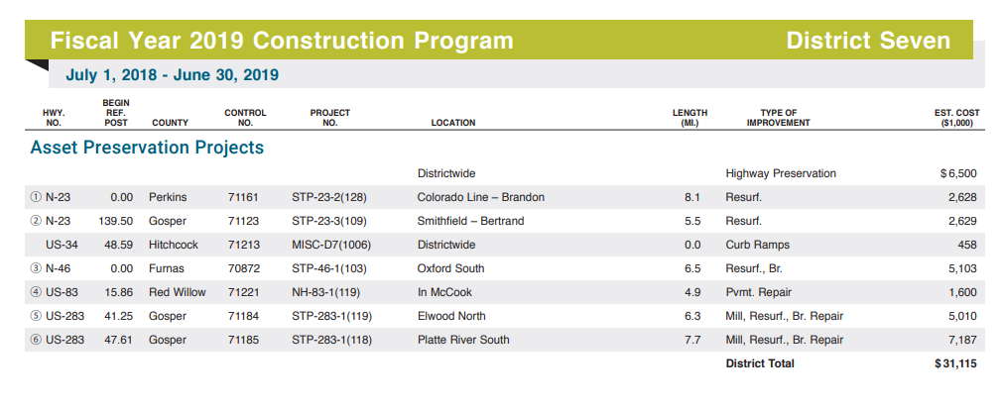 Fiscal Year 2019 Construction Program District Seven
July 1, 2018 - June 30, 2019
HWY. NO. BEGIN REF. POST COUNTY CONTROL NO. PROJECT NO. LOCATION LENGTH (MI.) TYPE OF IMPROVEMENT EST. COST ($1,000)
Asset Preservation Projects
Districtwide Highway Preservation $6,500
① N-23 0.00 Perkins 71161 STP-23-2(128) Colorado Line – Brandon 8.1 Resurf. 2,628
② N-23 139.50 Gosper 71123 STP-23-3(109) Smithfield – Bertrand 5.5 Resurf. 2,629
US-34 48.59 Hitchcock 71213 MISC-D7(1006) Districtwide 0.0 Curb Ramps 458
③ N-46 0.00 Furnas 70872 STP-46-1(103) Oxford South 6.5 Resurf., Br. 5,103
④ US-83 15.86 Red Willow 71221 NH-83-1(119) In McCook 4.9 Pvmt. Repair 1,600
⑤ US-283 41.25 Gosper 71184 STP-283-1(119) Elwood North 6.3 Mill, Resurf., Br. Repair 5,010
⑥ US-283 47.61 Gosper 71185 STP-283-1(118) Platte River South 7.7 Mill, Resurf., Br. Repair 7,187
District Total $31,115